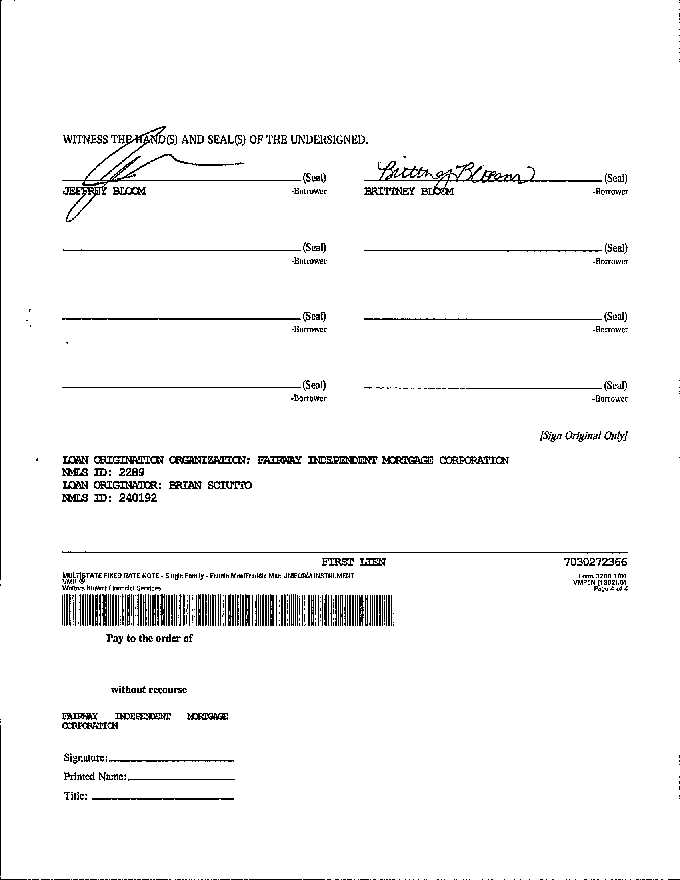 WITNESS THE HAND(S) AND SEAL(S) OF THE UNDERSIGNED.
Brittney Bloom
(Seal) (Seal)
JEFFREY BLOOM -Borrower BRITTNEY BLOOM -Borrower
(Seal) (Seal)
-Borrower -Borrower
(Seal) (Seal)
-Borrower -Borrower
(Seal) (Seal)
-Borrower -Borrower
[Sign Original Only]
LOAN ORIGINATION ORGANIZATION: FAIRWAY INDEPENDENT MORTGAGE CORPORATION
NMLS ID: 2289
LOAN ORIGINATOR: BRIAN SCIUTTO
NMLS ID: 240192
FIRST LIEN 7030272366
MULTISTATE FIXED RATE NOTE - Single Family - Fannie Mae/Freddie Mac UNIFORM INSTRUMENT Form 3200 1/01
VMP ®
Wolters Kluwer Financial Services Page 4 of 4
Pay to the order of
without recourse
FAIRWAY INDEPENDENT MORTGAGE
CORPORATION
Signature:
Printed Name:
Title: